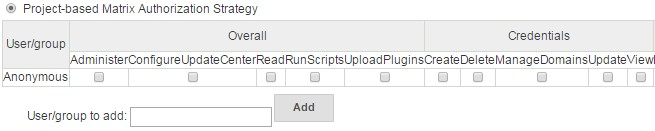 Project-based Matrix Authorization Strategy
User/group Overall Credentials
Administer ConfigureUpdateCenter Read RunScripts UploadPlugins Create Delete ManageDomains Update View
Anonymous
User/group to add: Add